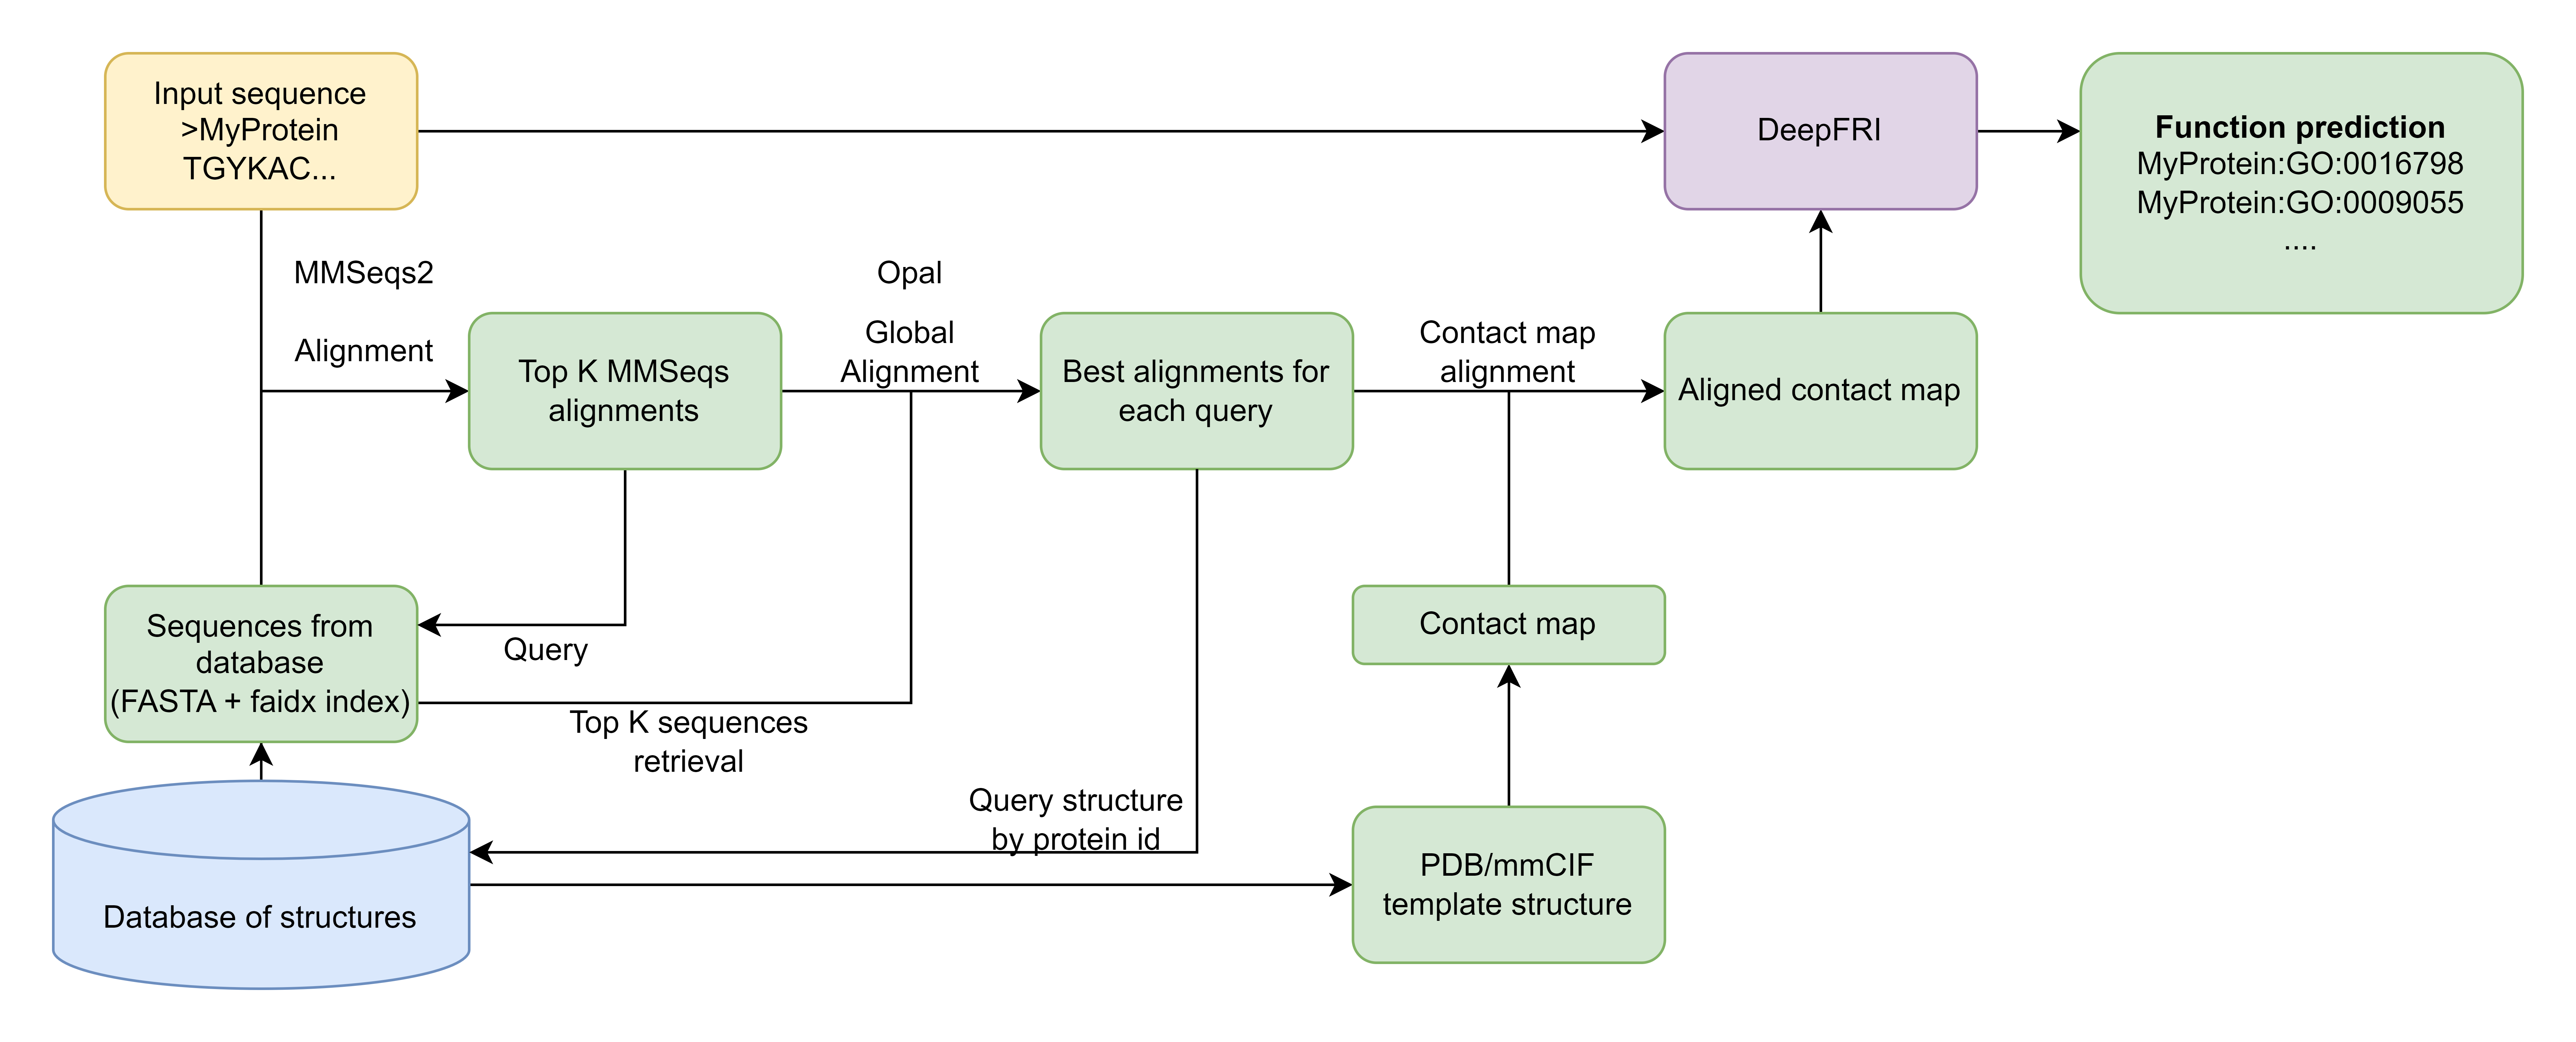 Input sequence
>MyProtein
TGYKAC...
DeepFRI
Function prediction
MyProtein:GO:0016798
MyProtein:GO:0009055
....
MMSeqs2
Alignment
Opal
Global
Alignment
Contact map
alignment
Top K MMSeqs
alignments
Best alignments for
each query
Aligned contact map
Sequences from
database
(FASTA + faidx index)
Query
Top K sequences
retrieval
Contact map
Query structure
by protein id
PDB/mmCIF
template structure
Database of structures